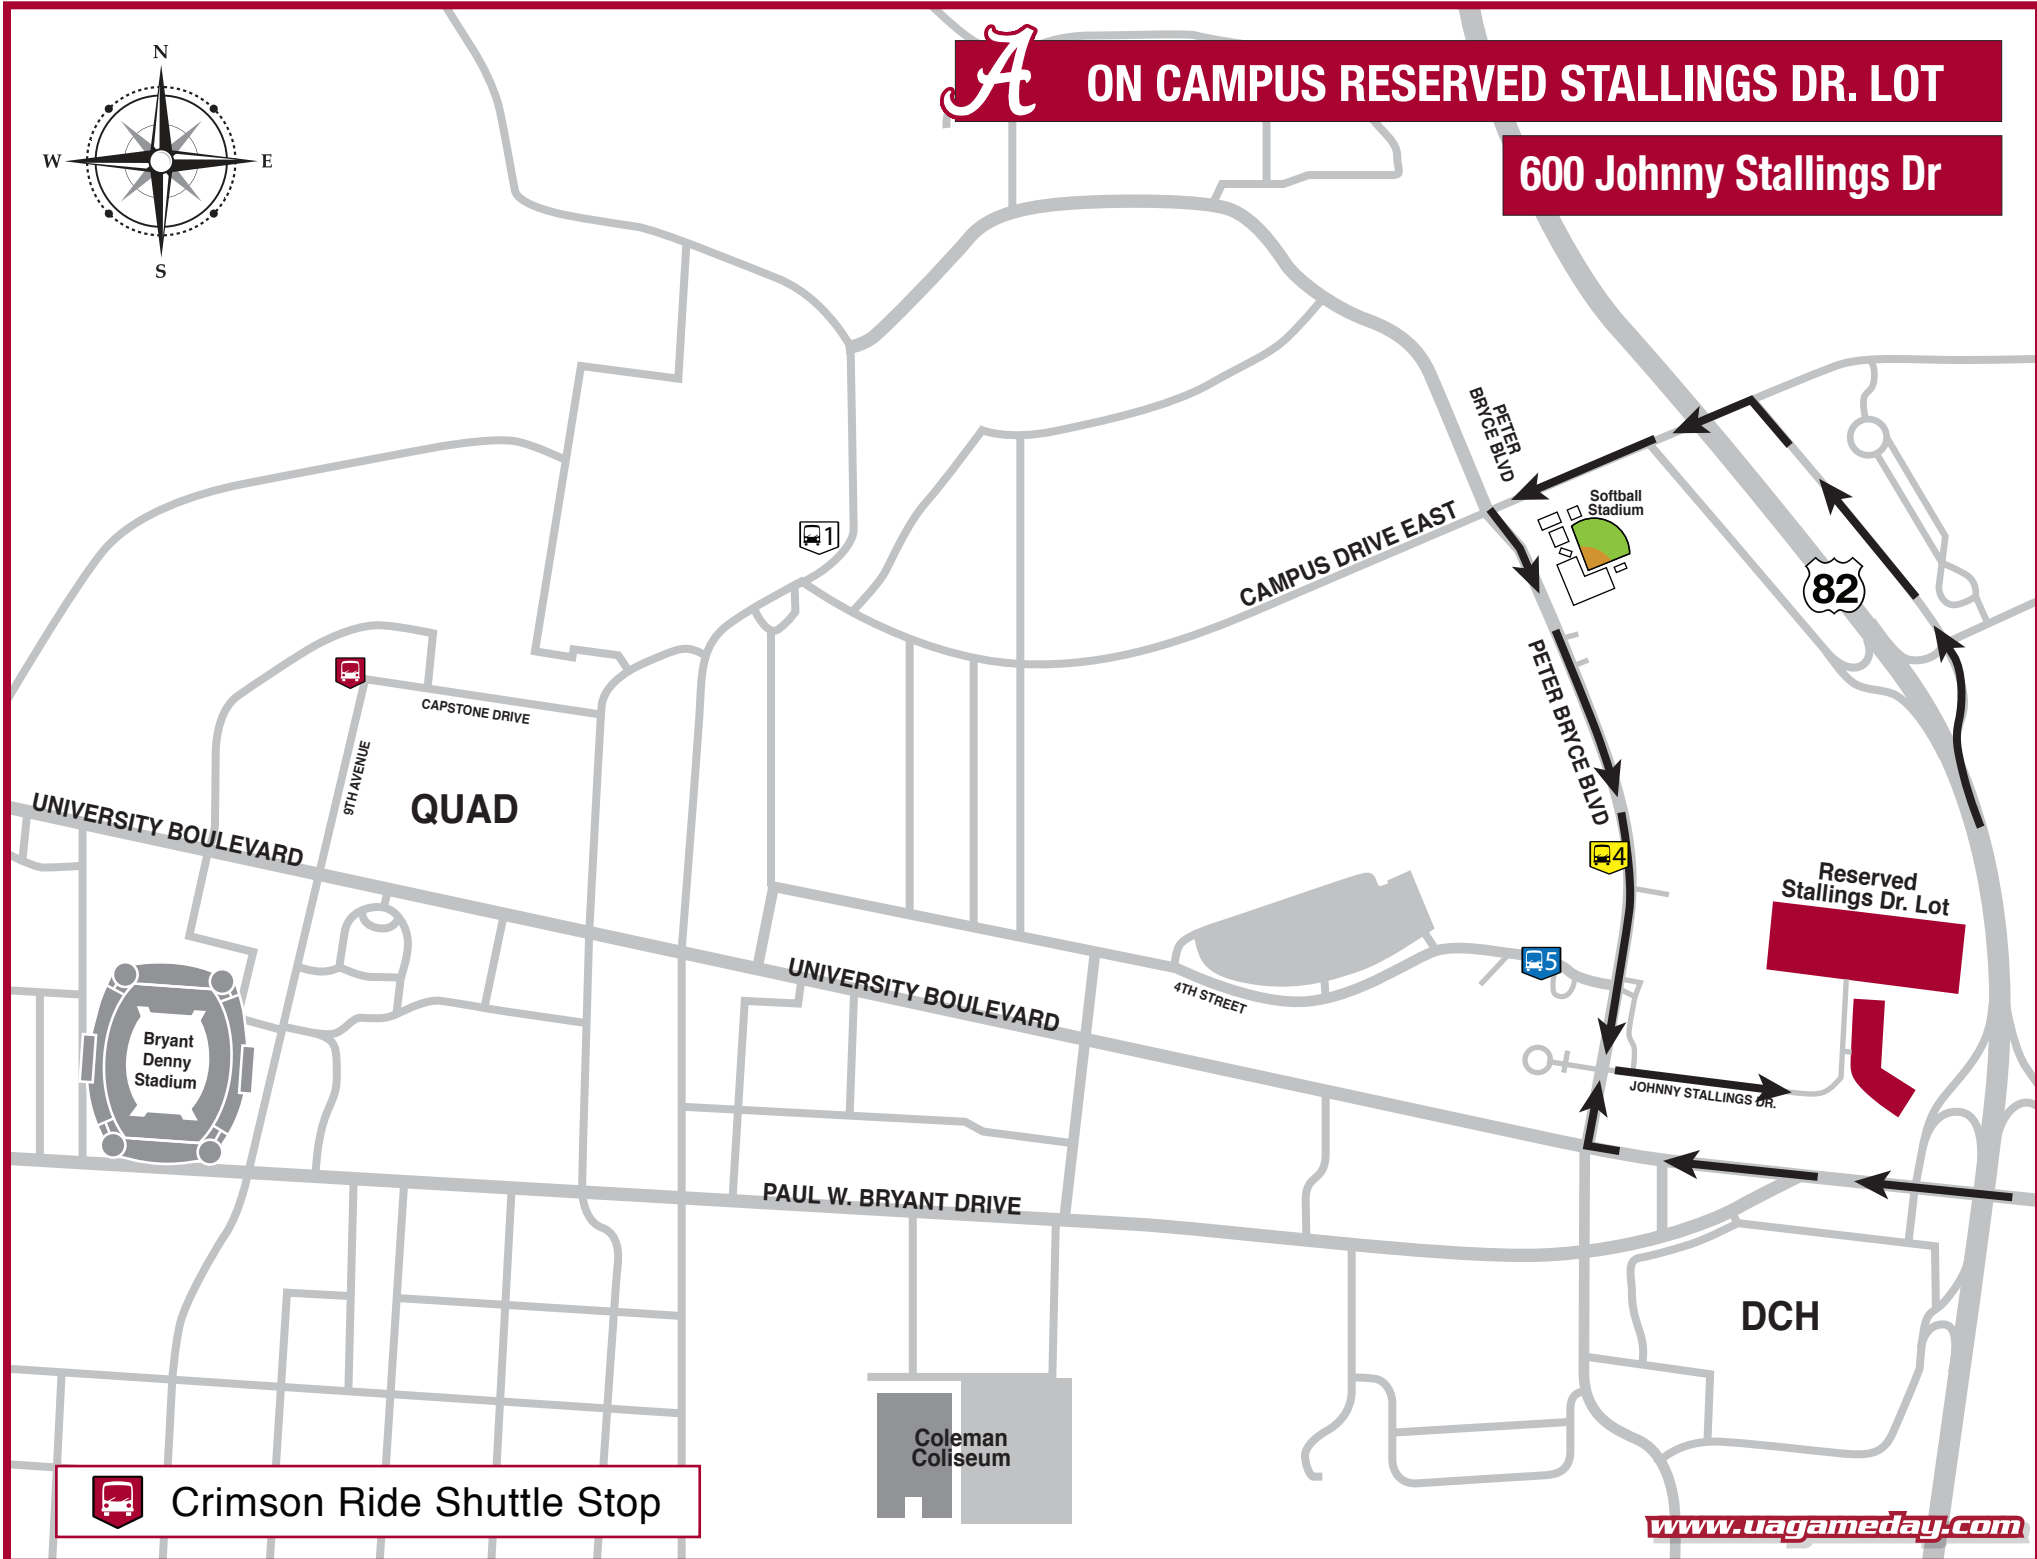 N
W
E
S
A
ON CAMPUS RESERVED STALLINGS DR. LOT
600 Johnny Stallings Dr
PETER
BRYCE BLVD
Softball
Stadium
CAMPUS DRIVE EAST
1
82
PETER BRYCE BLVD
CAPSTONE DRIVE
9TH AVENUE
QUAD
UNIVERSITY BOULEVARD
4
Reserved
Stallings Dr. Lot
5
UNIVERSITY BOULEVARD
4TH STREET
Bryant
Denny
Stadium
JOHNNY STALLINGS DR.
PAUL W. BRYANT DRIVE
DCH
Coleman
Coliseum
Crimson Ride Shuttle Stop
www.uagameday.com